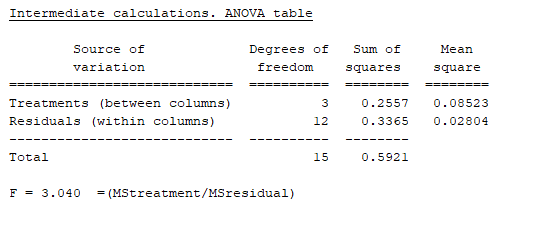 Intermediate calculations. ANOVA table
Source of Degrees of Sum of Mean
variation freedom squares square
============================ ========== ======== ========
Treatments (between columns) 3 0.2557 0.08523
Residuals (within columns) 12 0.3365 0.02804
---------------------------- ---------- --------
Total 15 0.5921
F = 3.040 =(MStreatment/MSresidual)